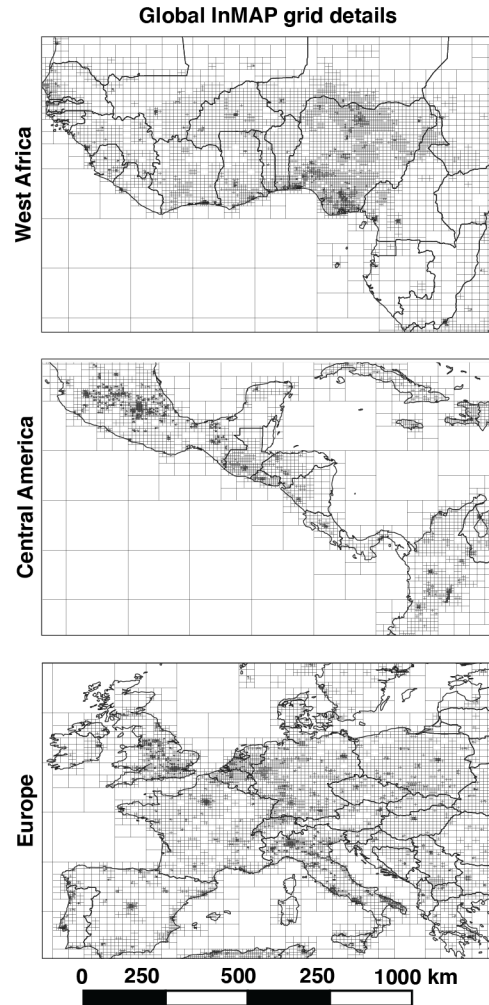 Global InMAP grid details
West Africa
Central America
Europe
0 250 500 250 1000 km